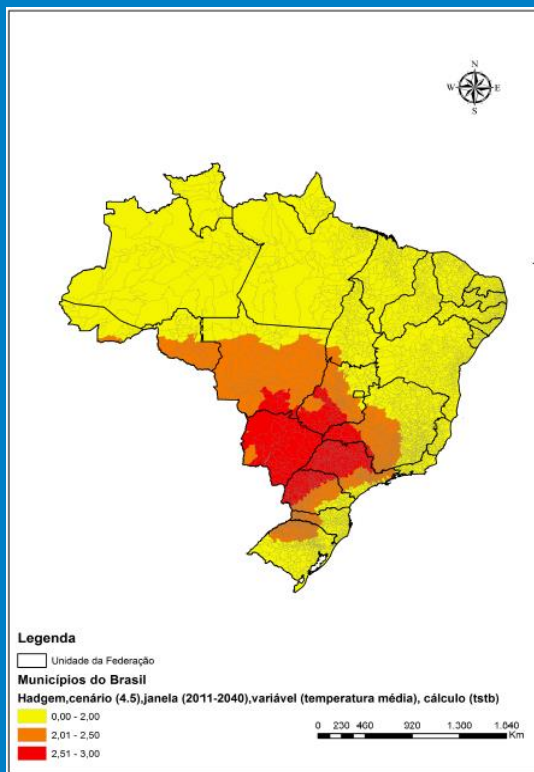 N
W E
S
Legenda
Unidade da Federação
Municípios do Brasil
Hadgem,cenário (4.5),janela (2011-2040),variável (temperatura média), cálculo (tstb)
0,00 - 2,00
2,01 - 2,50
2,51 - 3,00
0 230 460 920 1.380 1.840
Km